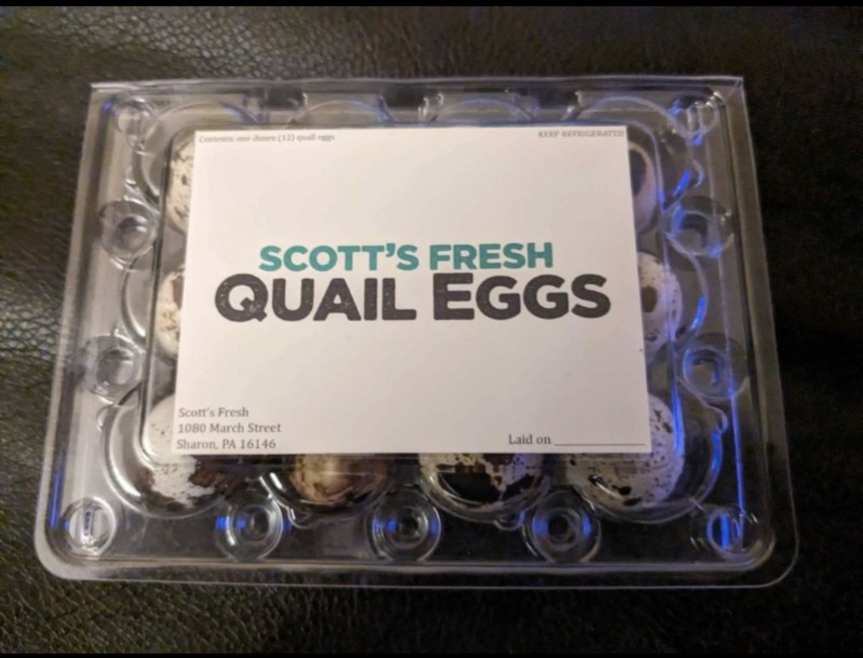 Contents: one dozen (12) quail eggs
KEEP REFRIGERATED
SCOTT'S FRESH
QUAIL EGGS
Scott's Fresh
1080 March Street
Sharon, PA 16146
Laid on